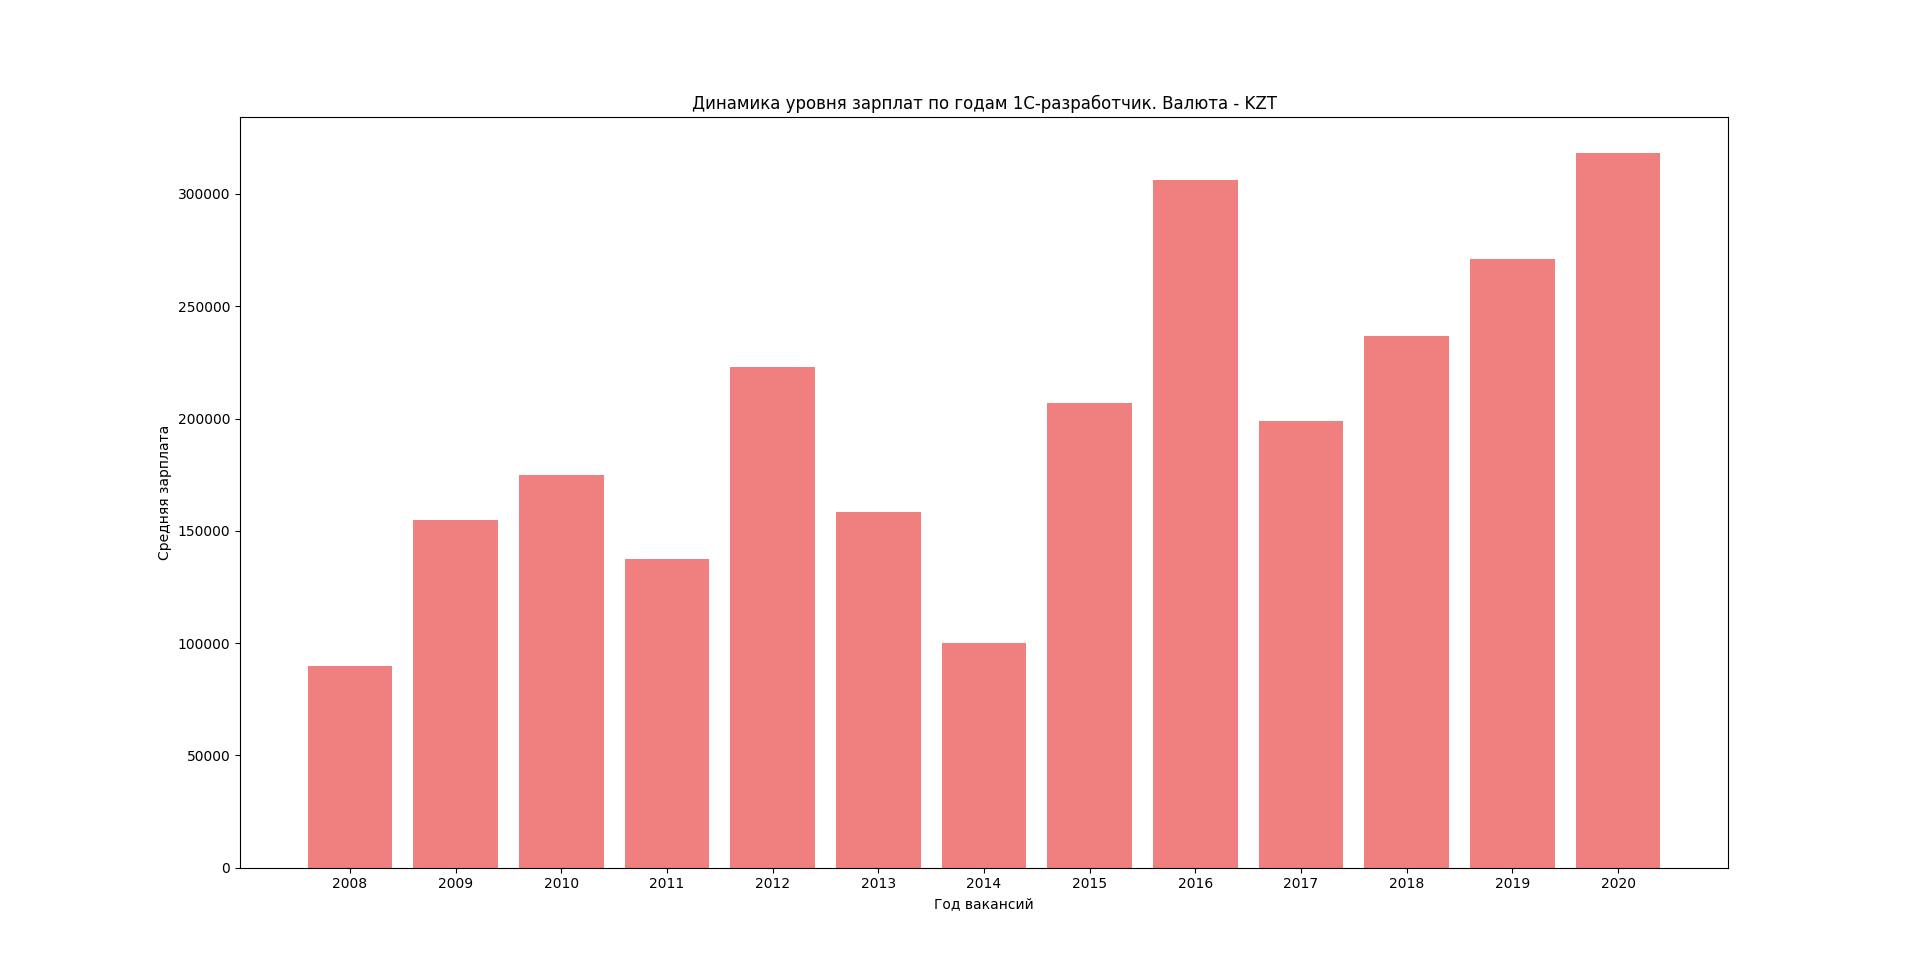 Динамика уровня зарплат по годам 1С-разработчик. Валюта - KZT
Средняя зарплата
300000
250000
200000
150000
100000
50000
0
2008 2009 2010 2011 2012 2013 2014 2015 2016 2017 2018 2019 2020
Год вакансий